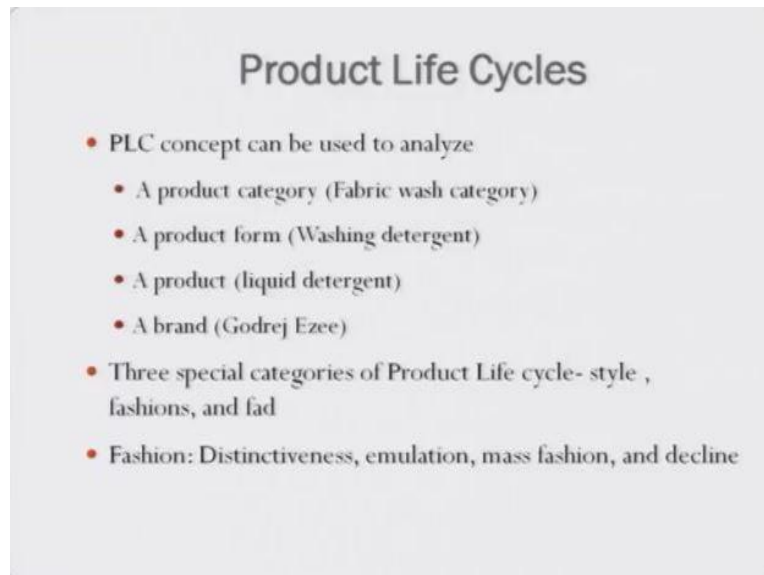 Product Life Cycles
• PLC concept can be used to analyze
• A product category (Fabric wash category)
• A product form (Washing detergent)
• A product (liquid detergent)
• A brand (Godrej Ezee)
• Three special categories of Product Life cycle- style ,
fashions, and fad
• Fashion: Distinctiveness, emulation, mass fashion, and decline